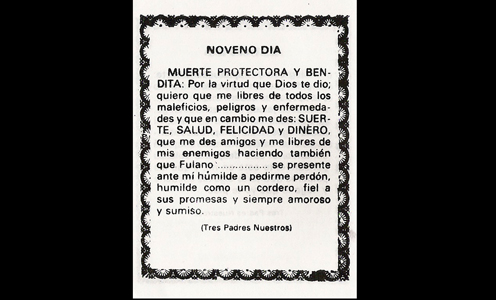 NOVENO DIA
MUERTE PROTECTORA Y BEN-
DITA: Por la virtud que Dios te dio;
quiero que me libres de todos los
maleficios, peligros y enfermeda-
des y que en cambio me des: SUER-
TE, SALUD, FELICIDAD y DINERO,
que me des amigos y me libres de
mis enemigos haciendo también
que Fulano ................. se presente
ante mí húmilde a pedirme perdón,
humilde como un cordero, fiel a
sus promesas y siempre amoroso
y sumiso.
(Tres Padres Nuestros)